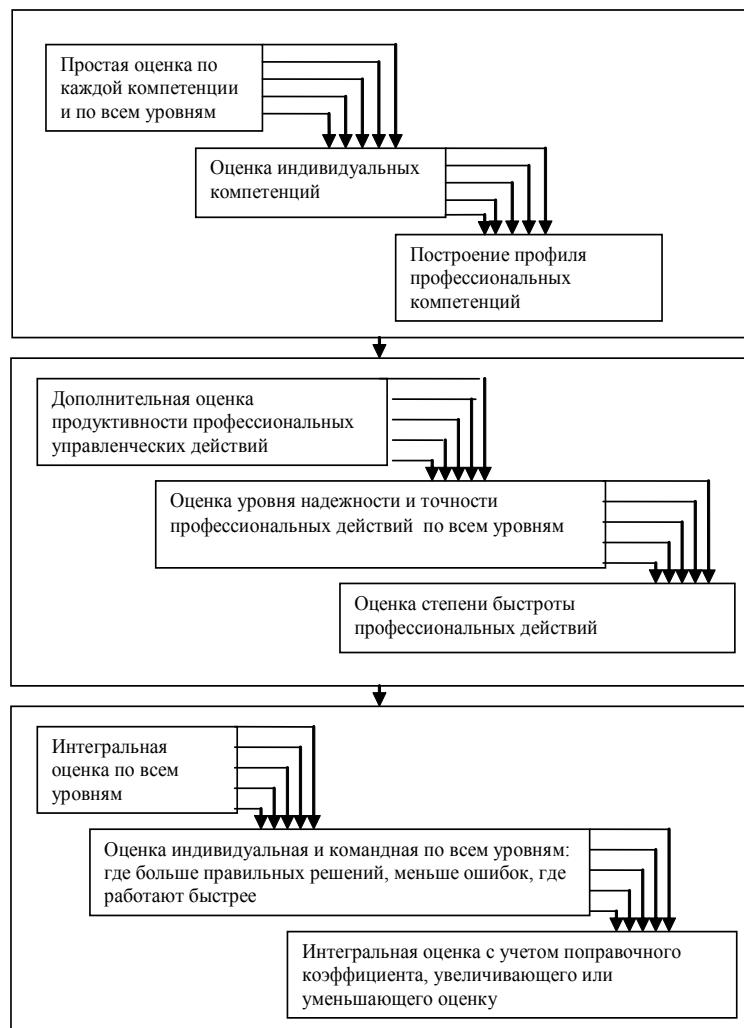 Простая оценка по
каждой компетенции
и по всем уровням
Оценка индивидуальных
компетенций
Построение профиля
профессиональных
компетенций
Дополнительная оценка
продуктивности профессиональных
управленческих действий
Оценка уровня надежности и точности
профессиональных действий по всем уровням
Оценка степени быстроты
профессиональных действий
Интегральная
оценка по всем
уровням
Оценка индивидуальная и командная по всем уровням:
где больше правильных решений, меньше ошибок, где
работают быстрее
Интегральная оценка с учетом поправочного
коэффициента, увеличивающего или
уменьшающего оценку